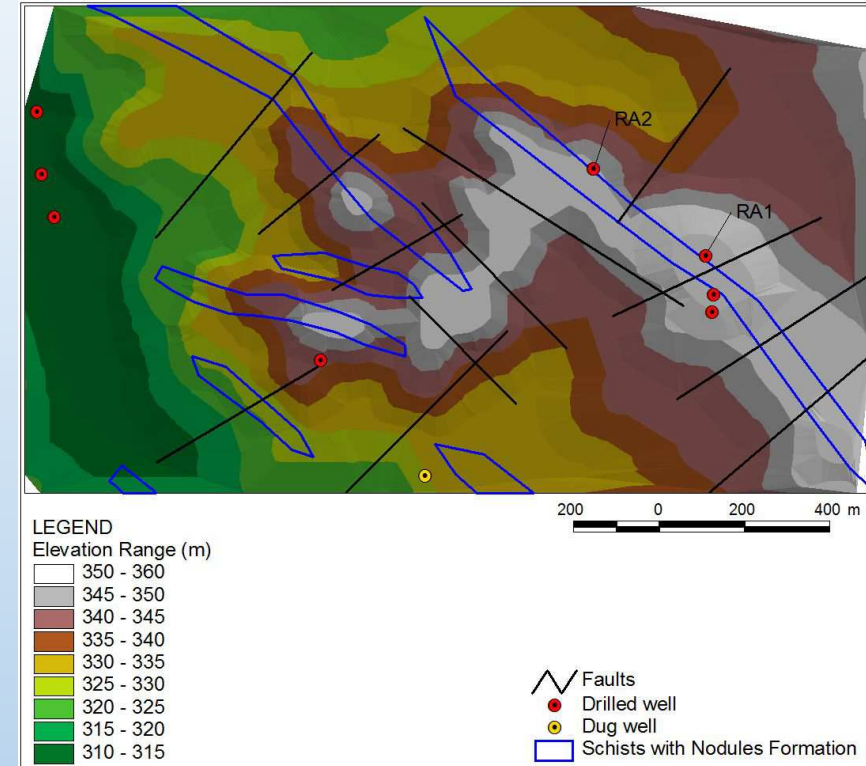 RA2
RA1
200 0 200 400 m
LEGEND
Elevation Range (m)
350 - 360
345 - 350
340 - 345
335 - 340
330 - 335
325 - 330
320 - 325
315 - 320
310 - 315
Faults
Drilled well
Dug well
Schists with Nodules Formation